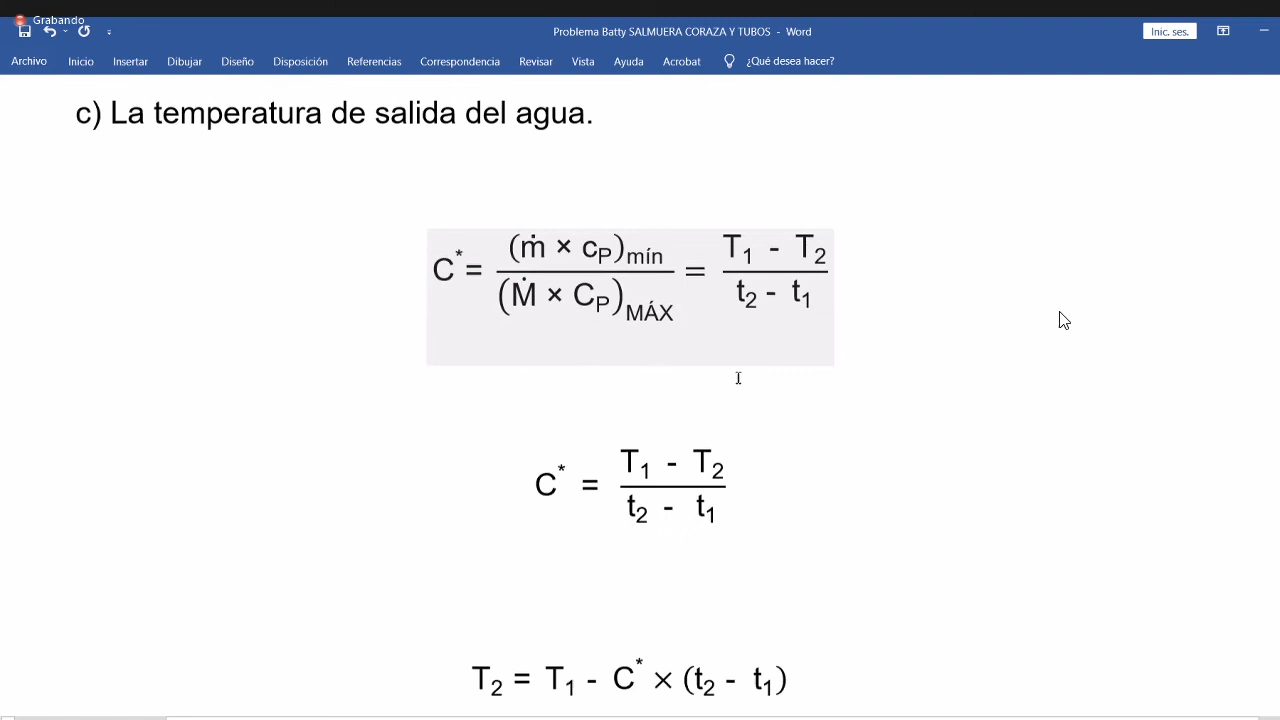 Grabando
Problema Batty SALMUERA CORAZA Y TUBOS - Word
Inic. ses.
Archivo Inicio Insertar Dibujar Diseño Disposición Referencias Correspondencia Revisar Vista Ayuda Acrobat ¿Qué desea hacer?
c) La temperatura de salida del agua.
C* = (ṁ × cₚ)mín / (Ṁ × Cₚ)MÁX = T₁ - T₂ / t₂ - t₁
C* = T₁ - T₂ / t₂ - t₁
T₂ = T₁ - C* × (t₂ - t₁)